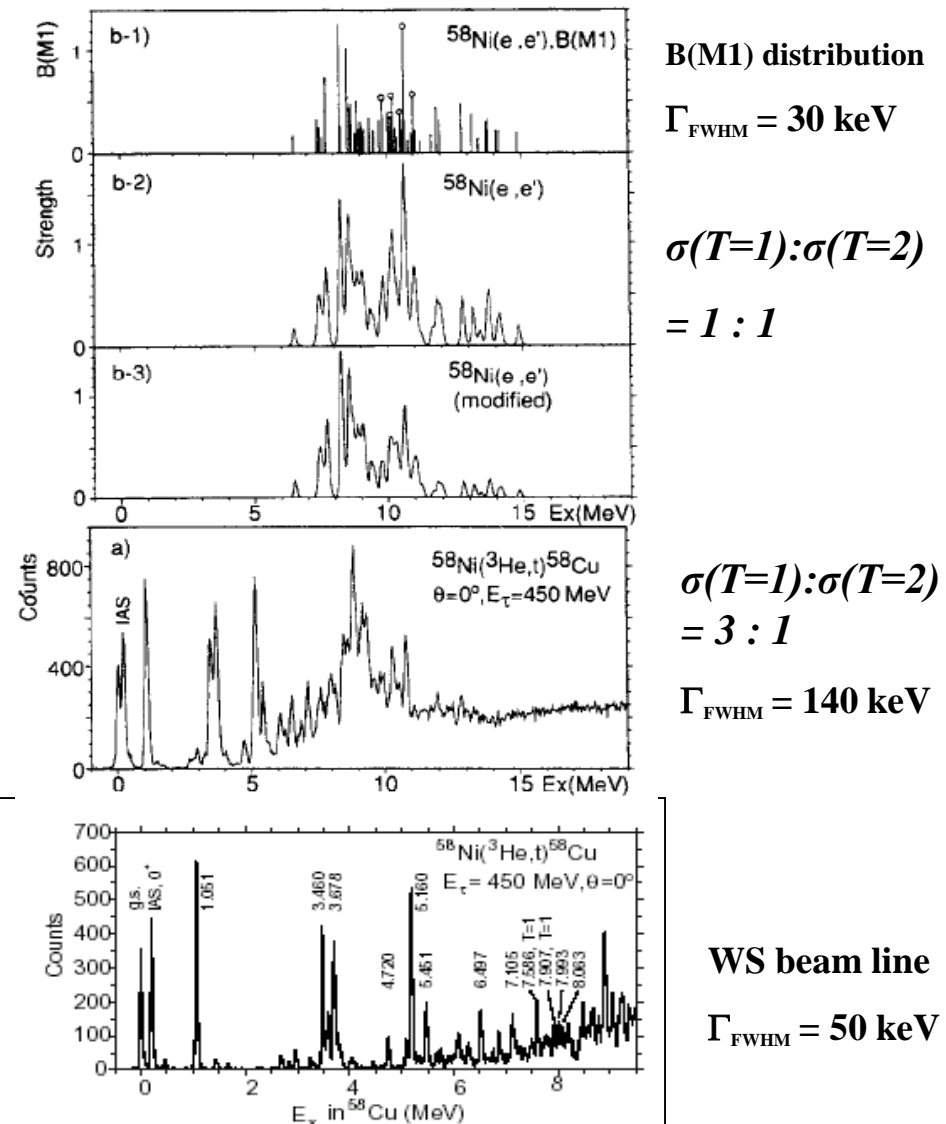 b-1)
58Ni(e,e').B(M1)
B(M1)
1
0
B(M1) distribution
ΓFWHM = 30 keV
b-2)
58Ni(e,e')
Strength
1
0
σ(T=1):σ(T=2)
= 1 : 1
b-3)
58Ni(e,e')
(modified)
1
0
0 5 10 15 Ex(MeV)
a)
58Ni(3He,t)58Cu
θ=0º,Eτ=450 MeV
Counts
IAS
800
400
0
0 5 10 15 Ex(MeV)
σ(T=1):σ(T=2)
= 3 : 1
ΓFWHM = 140 keV
58Ni(3He,t)58Cu
Eτ= 450 MeV,θ=0º
Counts
700
600
500
400
300
200
100
0
g.s.
IAS, 0+
1.051
3.460
3.678
4.720
5.160
5.451
6.497
7.105
7.586, T=1
7.907, T=1
7.993
8.063
0 2 4 6 8
Ex in 58Cu (MeV)
WS beam line
ΓFWHM = 50 keV